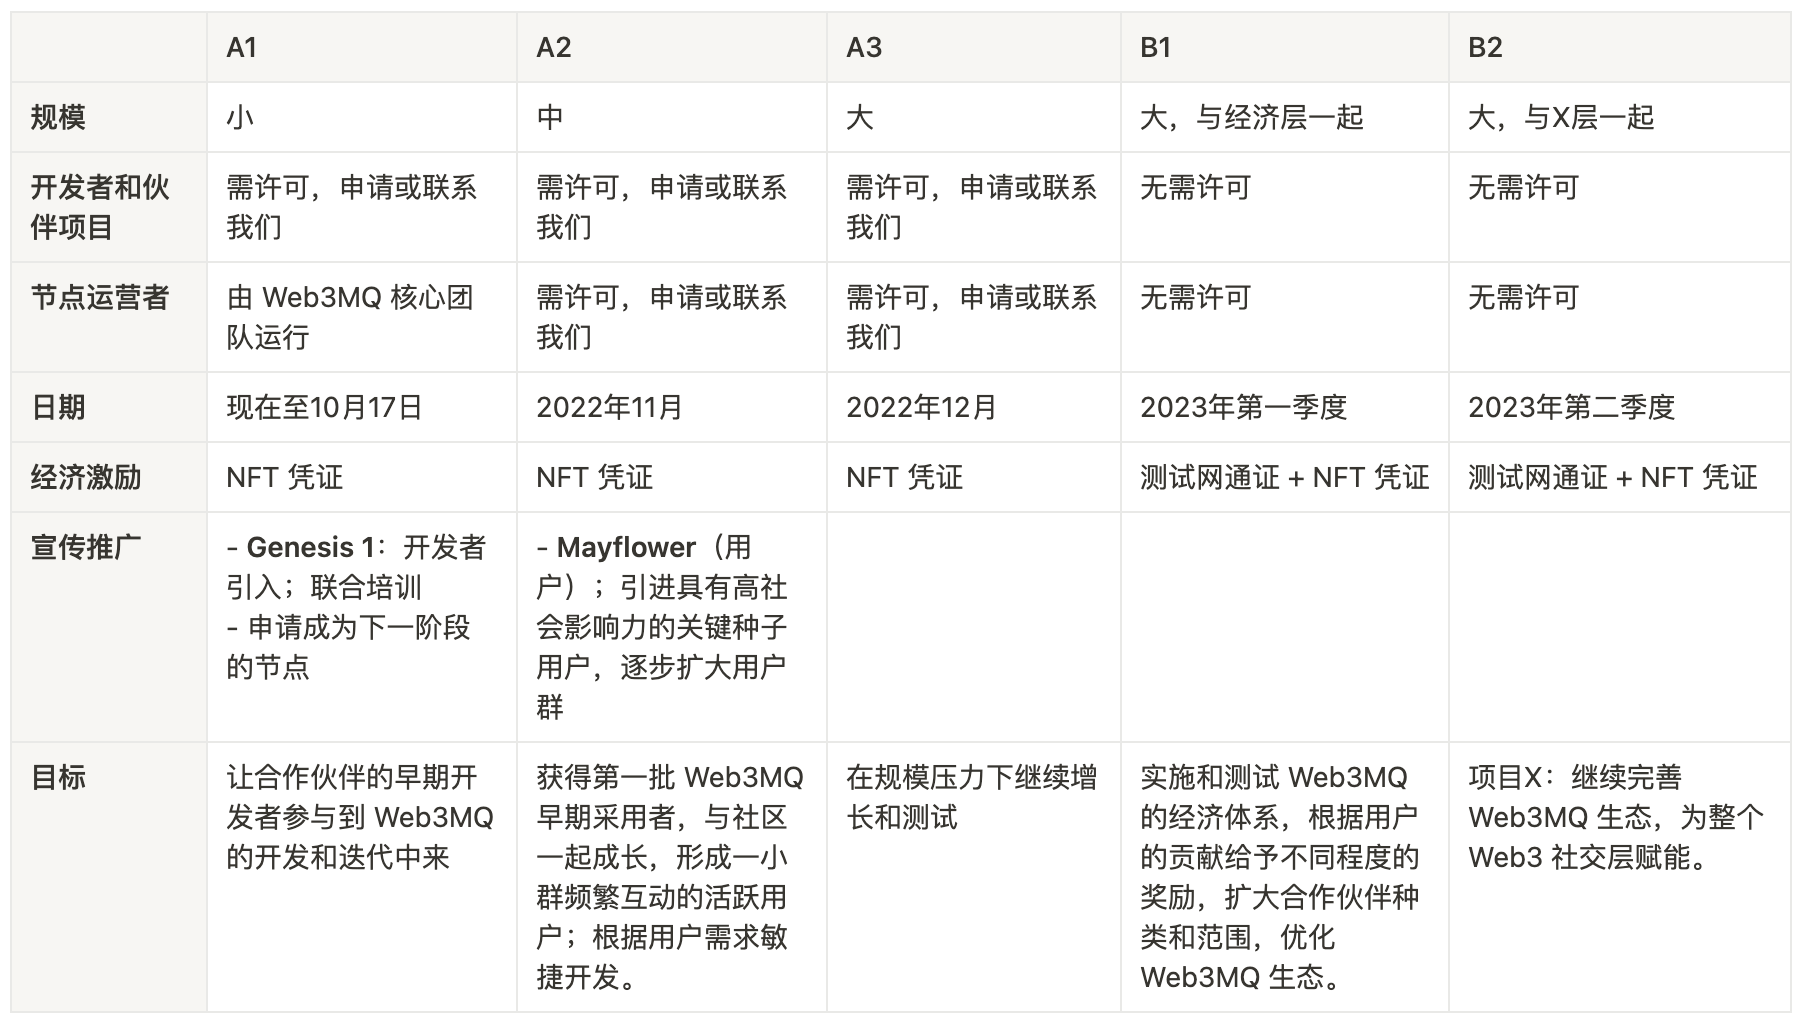 A1
A2
A3
B1
B2
规模
小
中
大
大，与经济层一起
大，与X层一起
开发者和伙
伴项目
需许可，申请或联系
我们
需许可，申请或联系
我们
需许可，申请或联系
我们
无需许可
无需许可
节点运营者
由 Web3MQ 核心团
队运行
需许可，申请或联系
我们
需许可，申请或联系
我们
无需许可
无需许可
日期
现在至10月17日
2022年11月
2022年12月
2023年第一季度
2023年第二季度
经济激励
NFT 凭证
NFT 凭证
NFT 凭证
测试网通证 + NFT 凭证
测试网通证 + NFT 凭证
宣传推广
- Genesis 1：开发者
引入；联合培训
- 申请成为下一阶段
的节点
- Mayflower（用
户）；引进具有高社
会影响力的关键种子
用户，逐步扩大用户
群
目标
让合作伙伴的早期开
发者参与到 Web3MQ
的开发和迭代中来
获得第一批 Web3MQ
早期采用者，与社区
一起成长，形成一小
群频繁互动的活跃用
户；根据用户需求敏
捷开发。
在规模压力下继续增
长和测试
实施和测试 Web3MQ
的经济体系，根据用户
的贡献给予不同程度的
奖励，扩大合作伙伴种
类和范围，优化
Web3MQ 生态。
项目X：继续完善
Web3MQ 生态，为整个
Web3 社交层赋能。